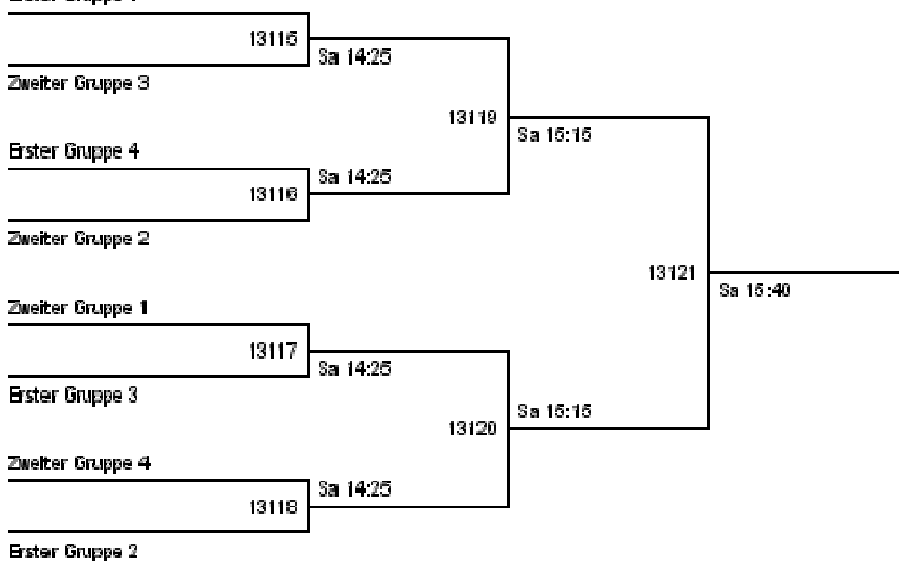 13115
Sa 14:25
Zweiter Gruppe 3
13119
Sa 15:15
Erster Gruppe 4
Sa 14:25
13116
Zweiter Gruppe 2
13121
Sa 15:40
Zweiter Gruppe 1
13117
Sa 14:25
Erster Gruppe 3
Sa 15:15
13120
Zweiter Gruppe 4
Sa 14:25
13118
Erster Gruppe 2